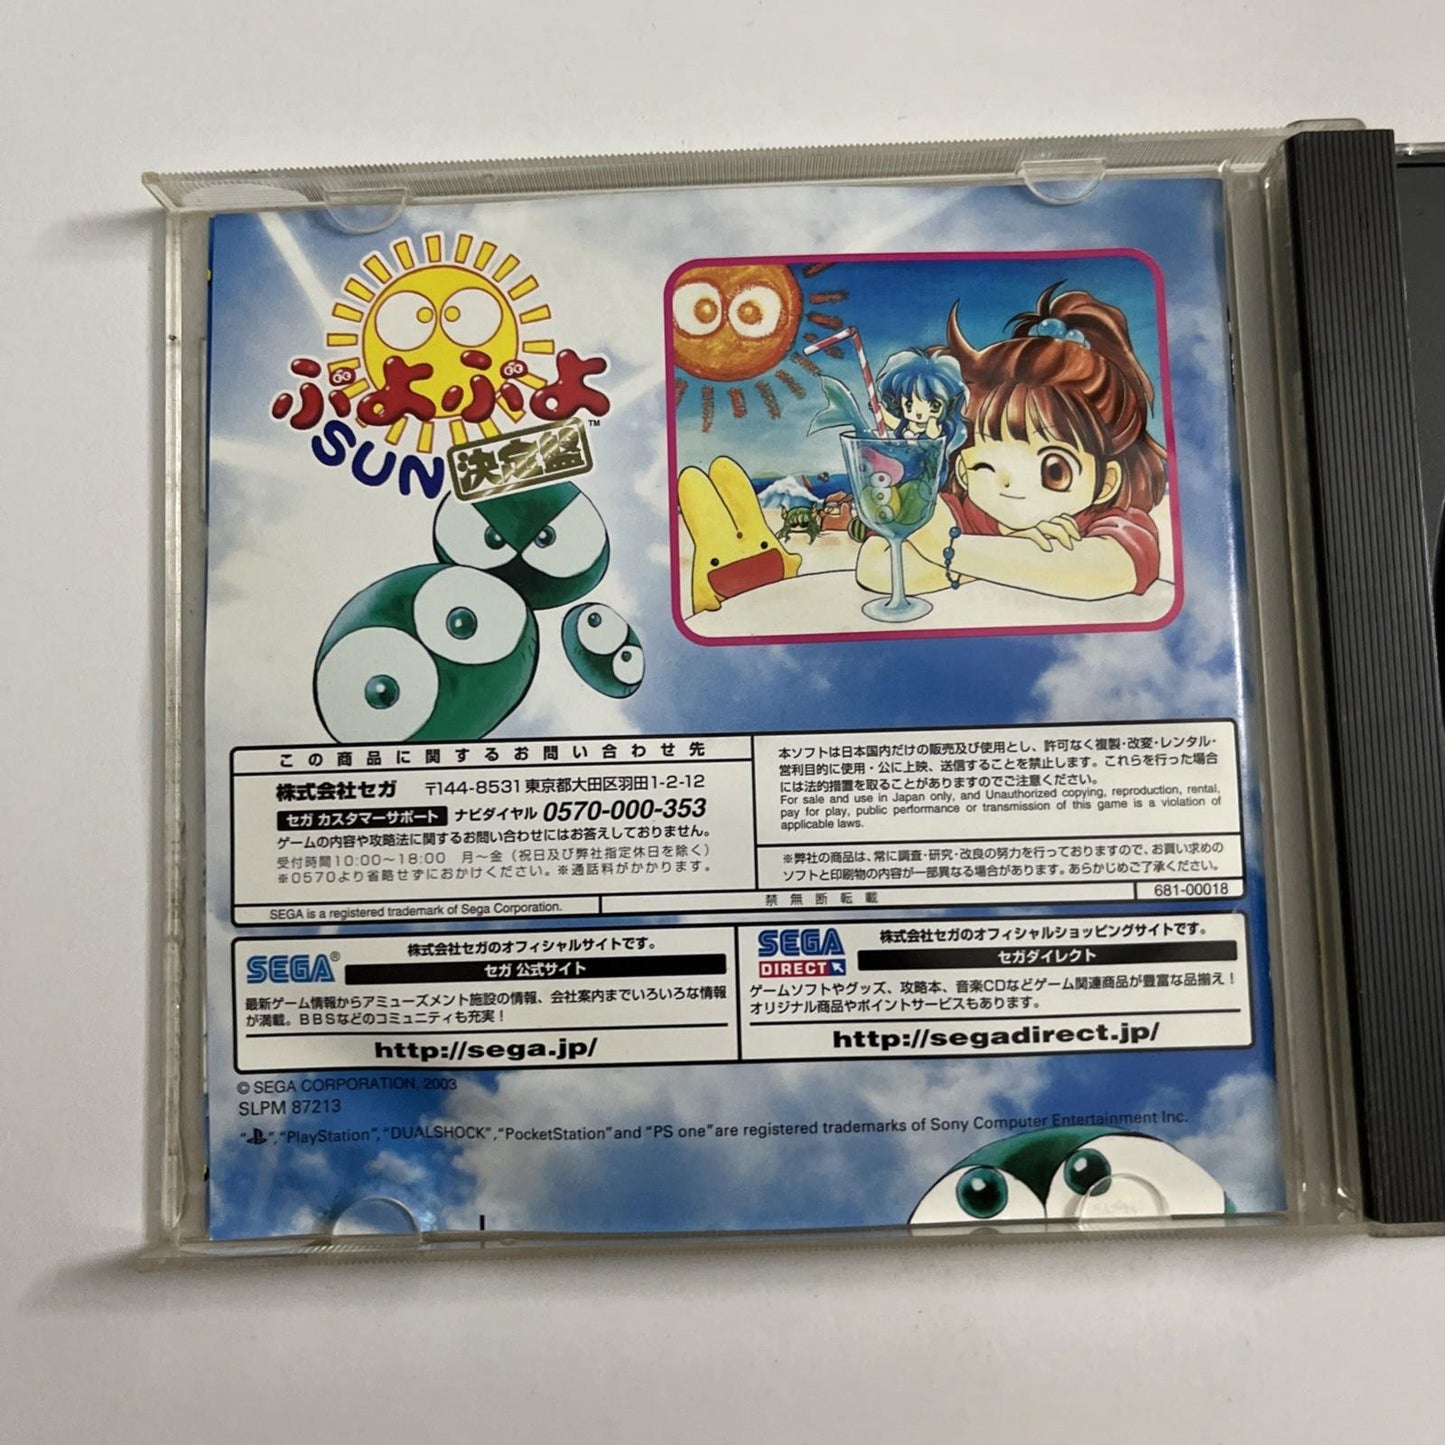 ぷよぷよ™
SUN 決定盤
この商品に関するお問い合わせ先
株式会社セガ 〒144-8531 東京都大田区羽田1-2-12
セガ カスタマーサポート ナビダイヤル 0570-000-353
ゲームの内容や攻略法に関するお問い合わせにはお答えしておりません。
受付時間10:00～18:00 月～金(祝日及び弊社指定休日を除く)
※0570より省略せずにおかけください。※通話料がかかります。
SEGA is a registered trademark of Sega Corporation.
本ソフトは日本国内だけの販売及び使用とし、許可なく複製・改変・レンタル・
営利目的に使用・公に上映、送信することを禁止します。これらを行った場合
には法的措置を取ることがありますのでご注意ください。
For sale and use in Japan only, and Unauthorized copying, reproduction, rental,
pay for play, public performance or transmission of this game is a violation of
applicable laws.
※弊社の商品は、常に調査・研究・改良の努力を行っておりますので、お買い求めの
ソフトと印刷物の内容が一部異なる場合があります。あらかじめご了承ください。
禁無断転載
681-00018
SEGA®
株式会社セガのオフィシャルサイトです。
セガ 公式サイト
最新ゲーム情報からアミューズメント施設の情報、会社案内までいろいろな情報
が満載。BBSなどのコミュニティも充実!
http://sega.jp/
SEGA
DIRECT
株式会社セガのオフィシャルショッピングサイトです。
セガダイレクト
ゲームソフトやグッズ、攻略本、音楽CDなどゲーム関連商品が豊富な品揃え!
オリジナル商品やポイントサービスもあります。
http://segadirect.jp/
© SEGA CORPORATION, 2003
SLPM 87213
“ ”, “PlayStation”, “DUALSHOCK”, “PocketStation” and “PS one” are registered trademarks of Sony Computer Entertainment Inc.